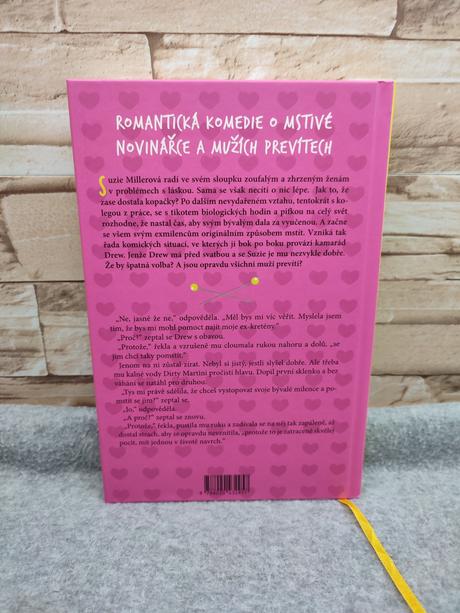 ROMANTICKÁ KOMEDIE O MSTIVÉ
NOVINÁŘCE A MUŽÍCH PREVÍTECH
Suzie Millerová radí ve svém sloupku zoufalým a zhrzeným ženám
v problémech s láskou. Sama se však necítí o nic lépe. Jak to, že
zase dostala kopačky? Po dalším nevydařeném vztahu, tentokrát s ko-
legou z práce, se s tikotem biologických hodin a pifkou na celý svět
rozhodne, že nastal čas, aby svým bývalým dala za vyučenou. A začne
se všem svým exmilencům originálním způsobem mstít. Vzniká tak
řada komických situací, ve kterých jí bok po boku provází kamarád
Drew. Jenže Drew má před svatbou a se Suzie je mu nezvykle dobře.
Že by špatná volba? A jsou opravdu všichni muži previti?
„Ne, jasně že ne,“ odpověděla. „Měl bys mi víc věřit. Myslela jsem
tím, že bys mi mohl pomoct najít moje ex-kretény.“
„Proč?“ zeptal se Drew s obavou.
„Protože,“ řekla a vzrušeně mu cloumala rukou nahoru a dolů, „se
jim chci taky pomstít.“
Jenom na ni zůstal zírat. Nebyl si jistý, jestli slyšel dobře. Ale třeba
mu kalné vody Dirty Martini pročistí hlavu. Dopil první sklenku a bez
váhání se natáhl pro druhou.
„Tys mi právě sdělila, že chceš vystopovat svoje bývalé milence a po-
mstít se jim?“ zeptal se.
„Jo,“ odpověděla.
„A proč?“ zeptal se znovu.
„Protože,“ řekla, pustila mu ruku a zadívala se na něj tak zapáleně, až
dostal strach, aby se opravdu nevznítila, „protože to je zatraceně skvělej
pocit, mít jednou v životě navrch.“